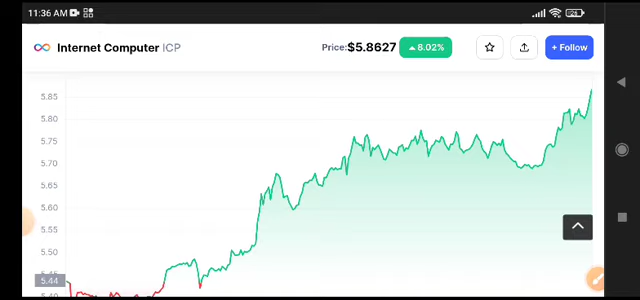 11:36 AM
Internet Computer ICP
Price:$5.8627 8.02%
+ Follow
5.85
5.80
5.75
5.70
5.65
5.60
5.55
5.50
5.45
5.44
5.40